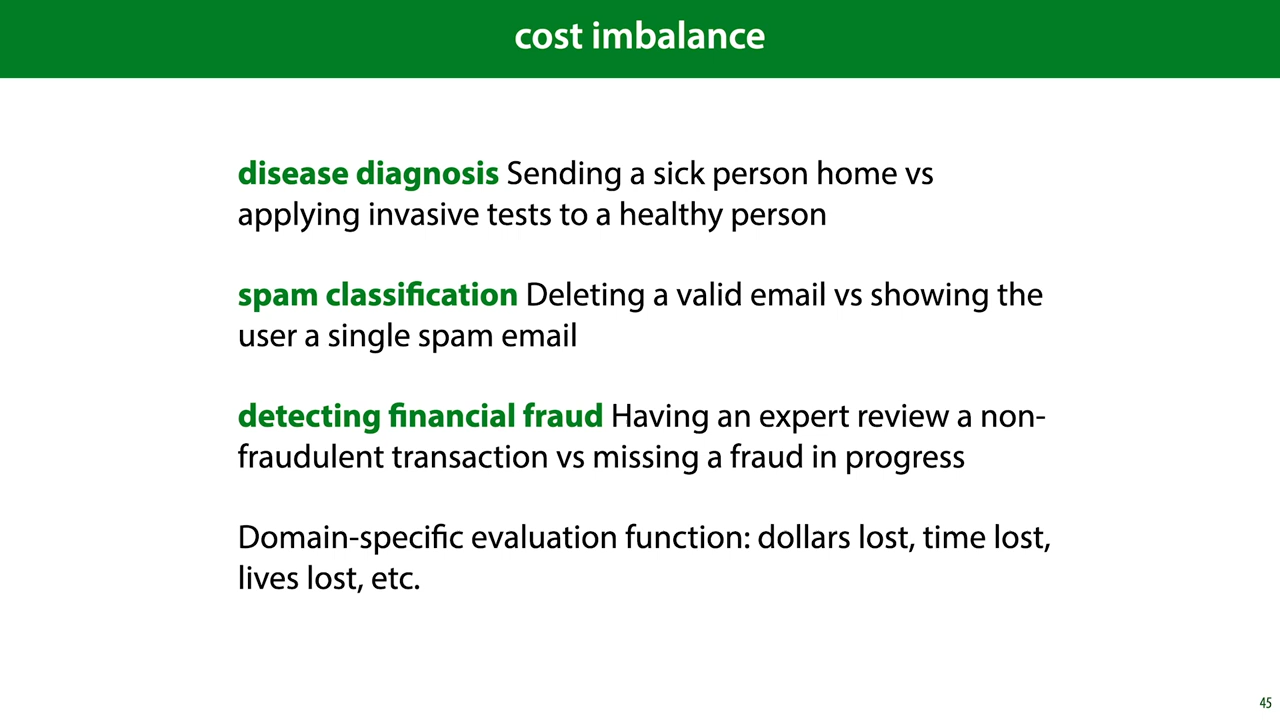 cost imbalance
disease diagnosis Sending a sick person home vs
applying invasive tests to a healthy person
spam classification Deleting a valid email vs showing the
user a single spam email
detecting financial fraud Having an expert review a non-
fraudulent transaction vs missing a fraud in progress
Domain-specific evaluation function: dollars lost, time lost,
lives lost, etc.
45